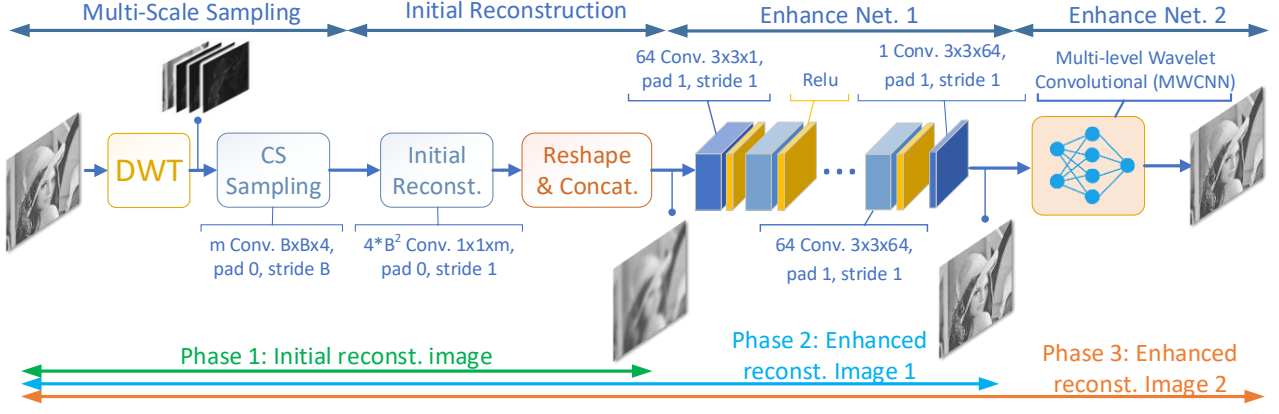 Multi-Scale Sampling
Initial Reconstruction
Enhance Net. 1
Enhance Net. 2
64 Conv. 3x3x1,
pad 1, stride 1
Relu
1 Conv. 3x3x64,
pad 1, stride 1
Multi-level Wavelet
Convolutional (MWCNN)
DWT
CS
Sampling
Initial
Reconst.
Reshape
& Concat.
m Conv. BxBx4,
pad 0, stride B
4*B² Conv. 1x1xm,
pad 0, stride 1
64 Conv. 3x3x64,
pad 1, stride 1
Phase 1: Initial reconst. image
Phase 2: Enhanced
reconst. Image 1
Phase 3: Enhanced
reconst. Image 2